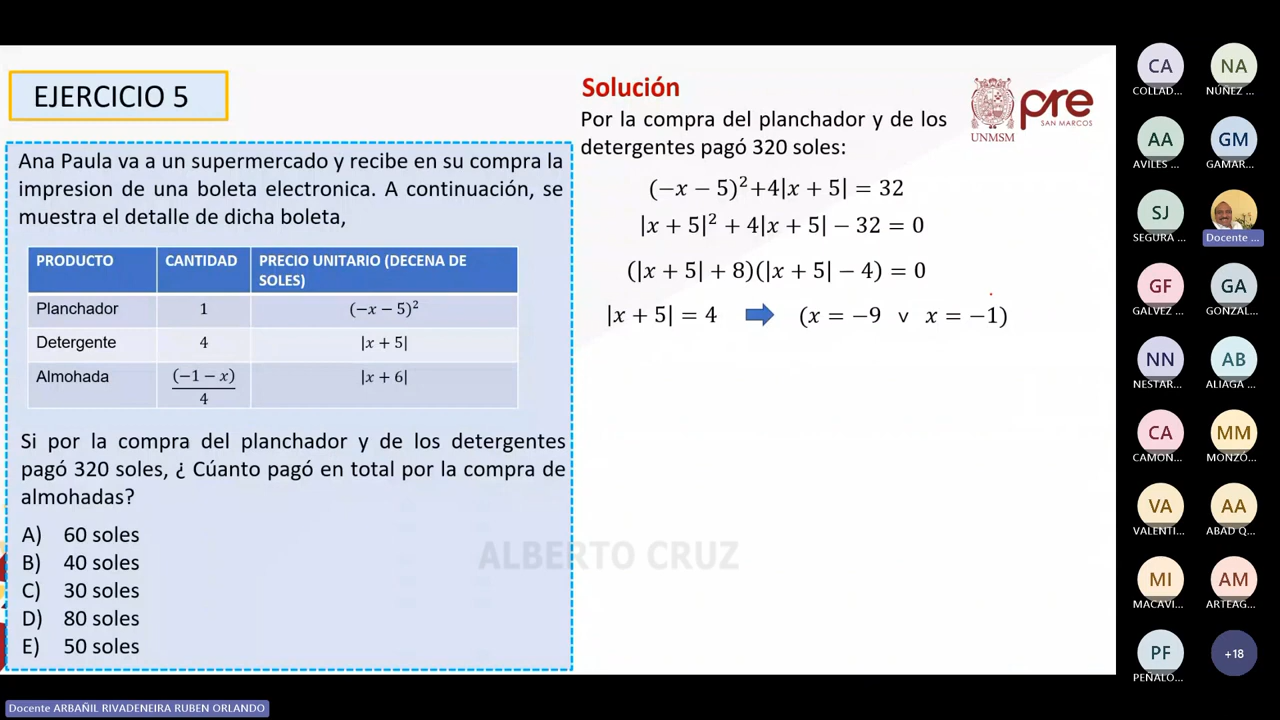 EJERCICIO 5
Ana Paula va a un supermercado y recibe en su compra la
impresion de una boleta electronica. A continuación, se
muestra el detalle de dicha boleta,
PRODUCTO CANTIDAD PRECIO UNITARIO (DECENA DE
SOLES)
Planchador 1 (−x − 5)²
Detergente 4 |x + 5|
Almohada (−1 − x)/4 |x + 6|
Si por la compra del planchador y de los detergentes
pagó 320 soles, ¿ Cúanto pagó en total por la compra de
almohadas?
A) 60 soles
B) 40 soles
C) 30 soles
D) 80 soles
E) 50 soles
Solución
Por la compra del planchador y de los
detergentes pagó 320 soles:
(−x − 5)²+4|x + 5| = 32
|x + 5|² + 4|x + 5| − 32 = 0
(|x + 5| + 8)(|x + 5| − 4) = 0
|x + 5| = 4 (x = −9 ∨ x = −1)
UNMSM
pre
SAN MARCOS
ALBERTO CRUZ
CA NA
COLLAD... NÚÑEZ ...
AA GM
AVILES ... GAMAR...
SJ
SEGURA ... Docente ...
GF GA
GALVEZ ... GONZAL...
NN AB
NESTAR... ALIAGA ...
CA MM
CAMON... MONZÓ...
VA AA
VALENTI... ABAD Q...
MI AM
MACAVI... ARTEAG...
PF +18
PEÑALO...
Docente ARBAÑIL RIVADENEIRA RUBEN ORLANDO